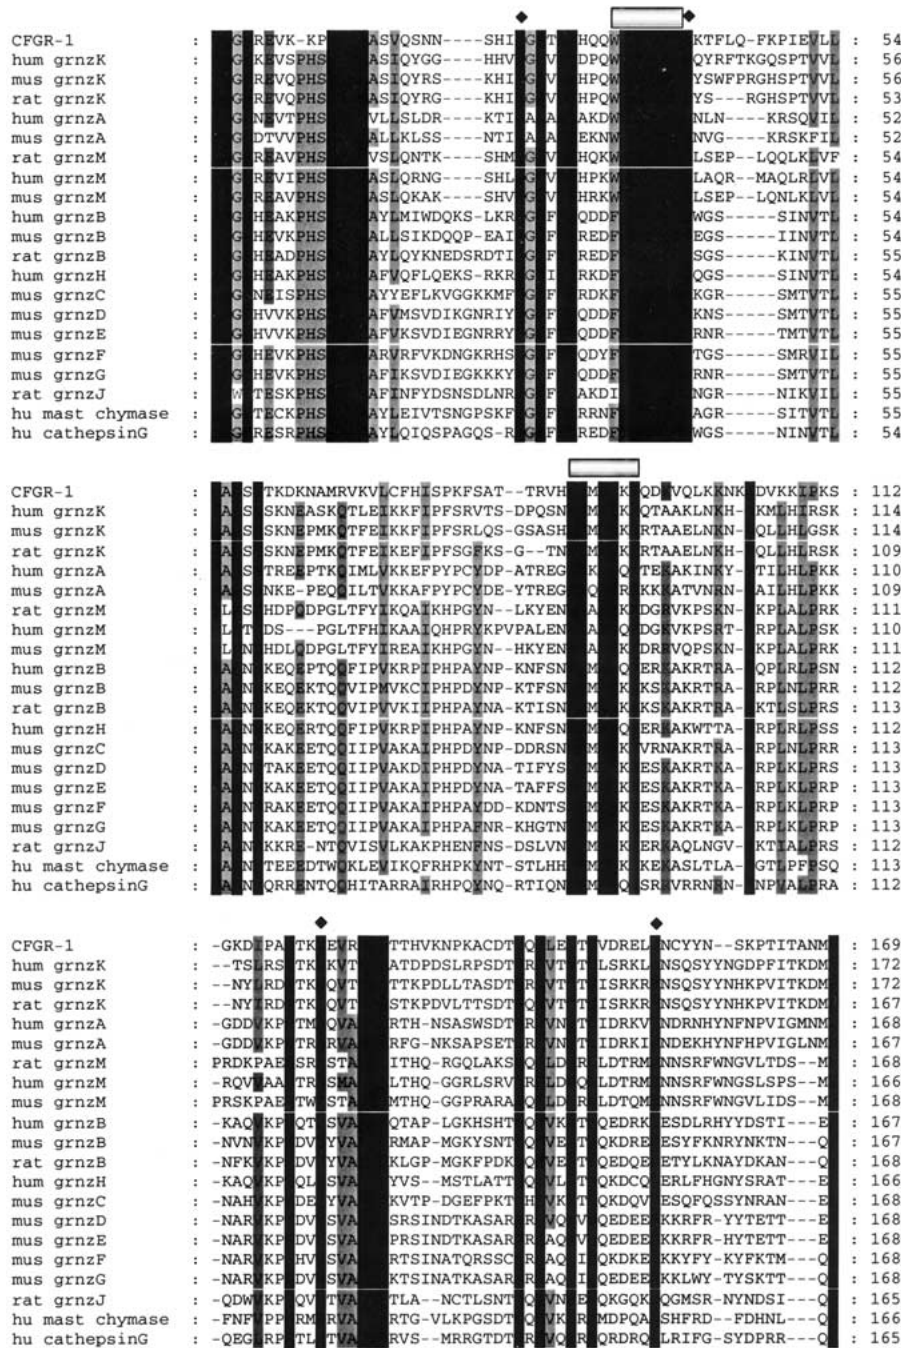 CFGR-1 : G REVK-KP ASVQSNN----SHI G T HQQW KTFLQ-FKPIEVLL : 54
hum grnzK : G KEVSPHS ASIQYGG----HHV G V DPQW QYRFTKGQSPTVVL : 56
mus grnzK : G REVQPHS ASIQYRS----KHI G V HPQW YSWFPRGHSPTVVL : 56
rat grnzK : G REVQPHS ASIQYRG----KHI G V HPQW YS--RGHSPTVVL : 53
hum grnzA : G NEVTPHS VLLSLDR----KTI A A AKDW NLN---KRSQVIL : 52
mus grnzA : G DTVVPHS ALLKLSS----NTI A A EKNW NVG---KRSKFIL : 52
rat grnzM : G REAVPHS VSLQNTK----SHM G V HQKW LSEP--LQQLKLVF : 54
hum grnzM : G REVIPHS ASLQRNG----SHL G V HPKW LAQR--MAQLRLVL : 54
mus grnzM : G REAVPHS ASLQKAK----SHV G V HRKW LSEP--LQNLKLVF : 54
hum grnzB : G HEAKPHS AYLMIWDQKS-LKR G F QDDF WGS-----SINVTL : 54
mus grnzB : G HEVKPHS ALLSIKDQQP-EAI G F REDF EGS-----IINVTL : 54
rat grnzB : G HEADPHS AYLQYKNEDSRDTI G F REDF SGS-----KINVTL : 55
hum grnzH : G HEAKPHS AFVQFLQEKS-RKR G I RKDF QGS-----SINVTL : 54
mus grnzC : G NEISPHS AYYEFLKVGGKKMF G F RDKF KGR-----SMTVTL : 55
mus grnzD : G HVVKPHS AFVMSVDIKGNRIY G F QDDF KNS-----SMTVTL : 55
mus grnzE : G HVVKPHS AFVMSVDIEGNRRY G F QDDF RNR-----TMTVTL : 55
mus grnzF : G HEVKPHS ARVRFVKDNGKRHS G F QDYF TGS-----SMRVIL : 55
mus grnzG : G HEVKPHS AFVKSVDIEGKKKY G F QDDF RNS-----SMTVTL : 55
rat grnzJ : W TESKPHS AFINFYDSNSDLNR G F AKDI NGR-----NINVIL : 55
hu mast chymase : G TECKPHS AYLEIVTSNGPSKF G F RRNF AGR-----SITVTL : 55
hu cathepsinG : G RESRPHS AYLQIQSPAGQS-R G F REDF WGS-----NINVTL : 54
CFGR-1 : A S TKDKNAMRVKVLCFHISPKFSAT--TRVH M K QDKVQLKKNK DVKKIPKS : 112
hum grnzK : A S SKNEASKQTLEIKKFIPFSRVTS-DPQSN M K QTAAKLNKH- KMLHIRSK : 114
mus grnzK : A S SKNEPMKQTFEIKKFIPFSRLQS-GSASH M K RTAAELNKN- QLLHLGSK : 114
rat grnzK : A S SKNEPMKQTFEIKEFIPFSGFKS-G--TN M K RTAAELNKH- QLLHLRSK : 109
hum grnzA : A S TREEPTKQIMLVKKEFPYPCYDP-ATREG K Q TEKAKINKY- TILHLPKK : 110
mus grnzA : A S NKE-PEQQILTVKKAFPYPCYDE-YTREG Q R KKKATVNRN- AILHLPKK : 109
rat grnzM : L S HDPQDPGLTFYIKQAIKHPGYN-LKYEN M K DGRVKPSKN- KPLALPRK : 111
hum grnzM : L T DS---PGLTFHIKAAIQHPRYKPVPALEN A Q DGKVKPSRT- RPLALPSK : 110
mus grnzM : L N HDLQDPGLTFYIREAIKHPGYN--HKYEN M K DRRVQPSKN- KPLALPRK : 111
hum grnzB : A N KEQEPTQQFIPVKRPIPHPAYNP-KNFSN M Q ERKAKRTRA- QPLRLPSN : 112
mus grnzB : A N KEQEKTQQVIPMVKCIPHPDYNP-KTFSN M K KSKAKRTRA- RPLNLPRR : 112
rat grnzB : A N KEQEKTQQVIPVVKIIPHPAYNA-KTISN M K KSKAKRTRA- KTLSLPRS : 113
hum grnzH : A N KEQERTQQFIPVKRPIPHPAYNP-KNFSN M Q ERKAKWTTA- RPLRLPSS : 112
mus grnzC : A N KAKEETQQIIPVAKAIPHPDYNP-DDRSN M K VRNAKRTRA- RPLNLPRR : 113
mus grnzD : A N TAKEETQQIIPVAKDIPHPDYNA-TIFYS M K ESKAKRTKA- RPLKLPRP : 113
mus grnzE : A N KAKEETQQIIPVAKAIPHPDYNA-TAFFS M K ESKAKRTKA- RPLKLPRP : 113
mus grnzF : A N RAKEETQQIIPVAKAIPHPAYDD-KDNTS M K ESKAKRTKA- RPLKLPRP : 113
mus grnzG : A N KAKEETQQIIPVAKAIPHPAFNR-KHGTN M K ESKAKRTKA- RPLKLPRP : 113
rat grnzJ : A N KKRE-NTQVISVLKAKPHENFNS-DSLVN M K ERKAQLNGV- KTIALPRS : 112
hu mast chymase : A N TEEEDTWQKLEVIKQFRHPKYNT-STLHH M K KEKASLTLA- GTLPFPSQ : 113
hu cathepsinG : A N QRRENTQQHITARRAIRHPQYNQ-RTIQN M Q SRKVRRNRN- NPVALPRA : 112
CFGR-1 : -GKDIPA TK EVR TTHVKNPKACDT Q LE T VDREL NCYYN--SKPTITANM : 169
hum grnzK : --TSLRS TK KVT ATDPDSLRPSDT R VT T LSRKL NSQSYYNGDPFITKDM : 172
mus grnzK : --NYIRD TK QVT TTKPDLLTASDT R VT T ISRKR NSQSYYNHKPVITKDM : 172
rat grnzK : --NYIRD TK QVT STKPDVLTTSDT R VT T ISRKR NSQSYYNHKPVITKDM : 167
hum grnzA : -GDDVKP TM QVA RTH-NSASWSDT R VN T IDRKV NDRNHYNFNPVIGMNM : 168
mus grnzA : -GDDVKP TR RVA RFG-NKSAPSET R VN T IDRKI NDEKHYNFHPVIGLNM : 167
rat grnzM : PRDKPAE SR STA ITHQ-RGQLAKS Q LD R LDTRM NNSRFWNGVLTDS-M : 168
hum grnzM : -RQVVAA TR SMA LTHQ-GGRLSRV R LD Q LDTRM NNSRFWNGSLSPS-M : 166
mus grnzM : PRSKPAE TW STA MTHQ-GGPRARA Q LD R LDTQM NNSRFWNGVLIDS-M : 168
hum grnzB : -KAQVKP QT SVA QTAP-LGKHSHT Q VK T QEDRK ESDLRHYYDSTI--E : 167
mus grnzB : -NVNVKP DV YVA RMAP-MGKYSNT Q VE T QKDRE ESYFKNRYNKTN--Q : 167
rat grnzB : -NFKVKP DV YVA KLGP-MGKFPDK Q VE T QEDQE ETYLKNAYDKAN--Q : 168
hum grnzH : -KAQVKP QL SVA YVS--MSTLATT Q VL T QKDCQ ERLFHGNYSRAT--E : 166
mus grnzC : -NAHVKP DE YVA KVTP-DGEFPKT H VK T QKDQV ESQFQSSYNRAN--E : 168
mus grnzD : -NARVKP DV SVA SRSINDTKASAR R VQ V QEDEE KKRFR-YYTETT--E : 168
mus grnzE : -NARVKP DV SVA PRSINDTKASAR R AQ V QEDEE KKRFR-HYTETT--E : 168
mus grnzF : -NARVKP HV SVA RTSINATQRSSC R AQ I QKDKE KKYFY-KYFKTM--Q : 168
mus grnzG : -NARVKP DV SVA KTSINATKASAR R AQ I QEDEE KKLWY-TYSKTT--Q : 168
rat grnzJ : -QDWVKP QV TVA TLA--NCTLSNT Q VN E QKGQK QGMSR-NYNDSI--Q : 165
hu mast chymase : -FNFVPP RM RVA RTG-VLKPGSDT Q VK R MDPQA SHFRD--FDHNL--Q : 166
hu cathepsinG : -QEGLRP TL TVA RVS--MRRGTDT R VQ R QRDRQ LRIFG-SYDPRR--Q : 165